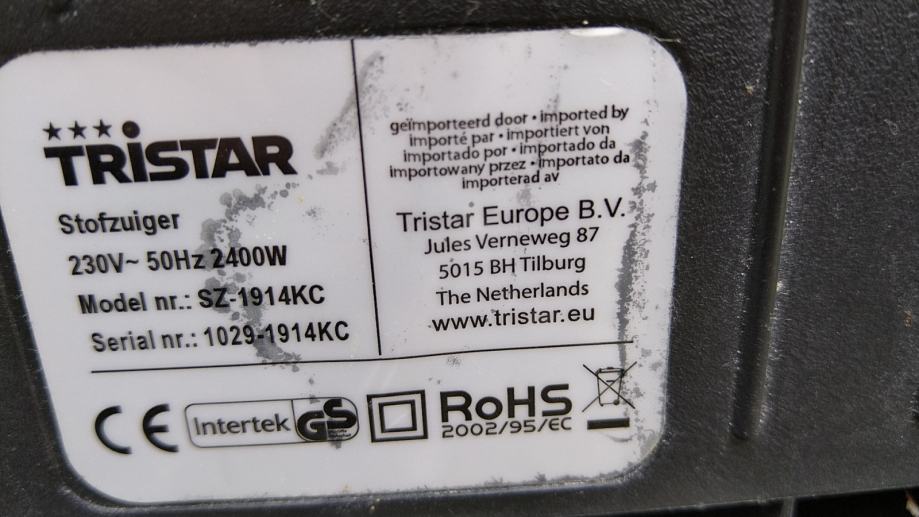 TRISTAR
Stofzuiger
230V~ 50Hz 2400W
Model nr.: SZ-1914KC
Serial nr.: 1029-1914KC
geïmporteerd door • imported by
importé par • importiert von
importado por • importado da
importowany przez • importato da
importerad av
Tristar Europe B.V.
Jules Verneweg 87
5015 BH Tilburg
The Netherlands
www.tristar.eu
CE Intertek GS RoHS
2002/95/EC